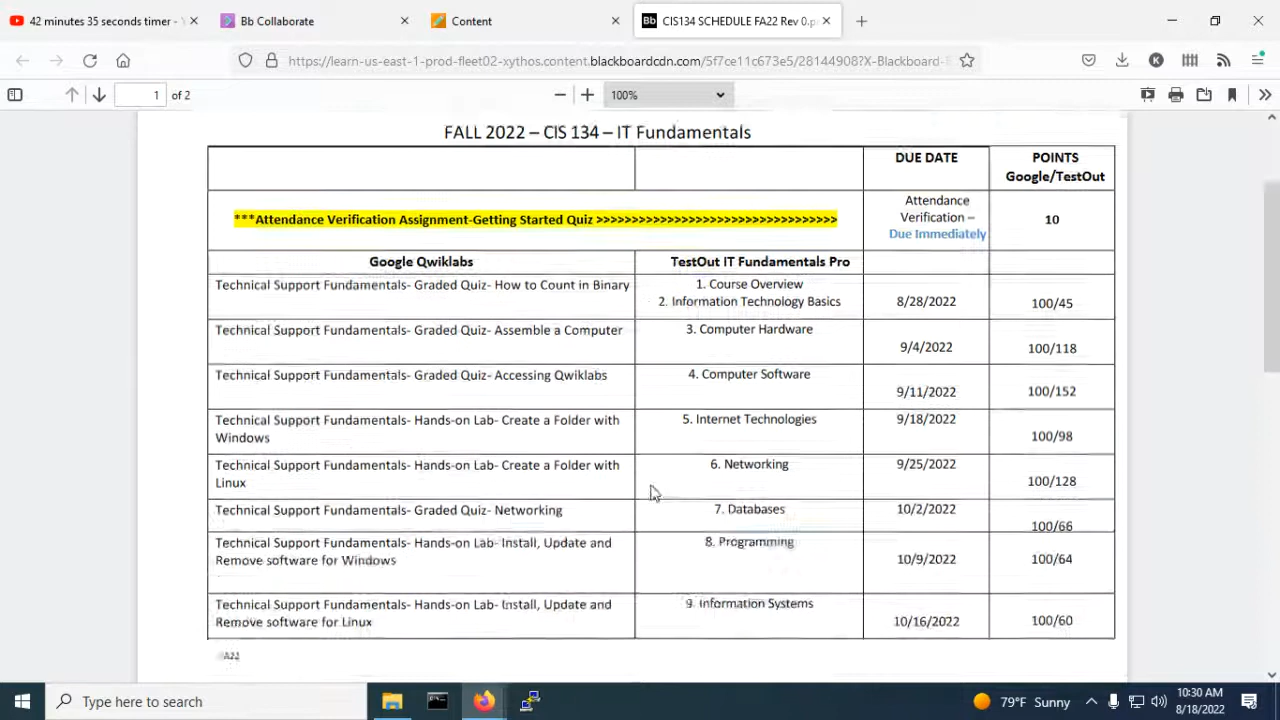 42 minutes 35 seconds timer -
Bb Collaborate
Content
Bb CIS134 SCHEDULE FA22 Rev 0.p
https://learn-us-east-1-prod-fleet02-xythos.content.blackboardcdn.com/5f7ce11c673e5/28144908?X-Blackboard-
1 of 2
100%
FALL 2022 – CIS 134 – IT Fundamentals
DUE DATE
POINTS
Google/TestOut
***Attendance Verification Assignment-Getting Started Quiz >>>>>>>>>>>>>>>>>>>>>>>>>>>>>>>>>
Attendance
Verification –
Due Immediately
10
Google Qwiklabs
TestOut IT Fundamentals Pro
Technical Support Fundamentals- Graded Quiz- How to Count in Binary
1. Course Overview
2. Information Technology Basics
8/28/2022
100/45
Technical Support Fundamentals- Graded Quiz- Assemble a Computer
3. Computer Hardware
9/4/2022
100/118
Technical Support Fundamentals- Graded Quiz- Accessing Qwiklabs
4. Computer Software
9/11/2022
100/152
Technical Support Fundamentals- Hands-on Lab- Create a Folder with
Windows
5. Internet Technologies
9/18/2022
100/98
Technical Support Fundamentals- Hands-on Lab- Create a Folder with
Linux
6. Networking
9/25/2022
100/128
Technical Support Fundamentals- Graded Quiz- Networking
7. Databases
10/2/2022
100/66
Technical Support Fundamentals- Hands-on Lab- Install, Update and
Remove software for Windows
8. Programming
10/9/2022
100/64
Technical Support Fundamentals- Hands-on Lab- Install, Update and
Remove software for Linux
9. Information Systems
10/16/2022
100/60
Type here to search
79°F Sunny
10:30 AM
8/18/2022